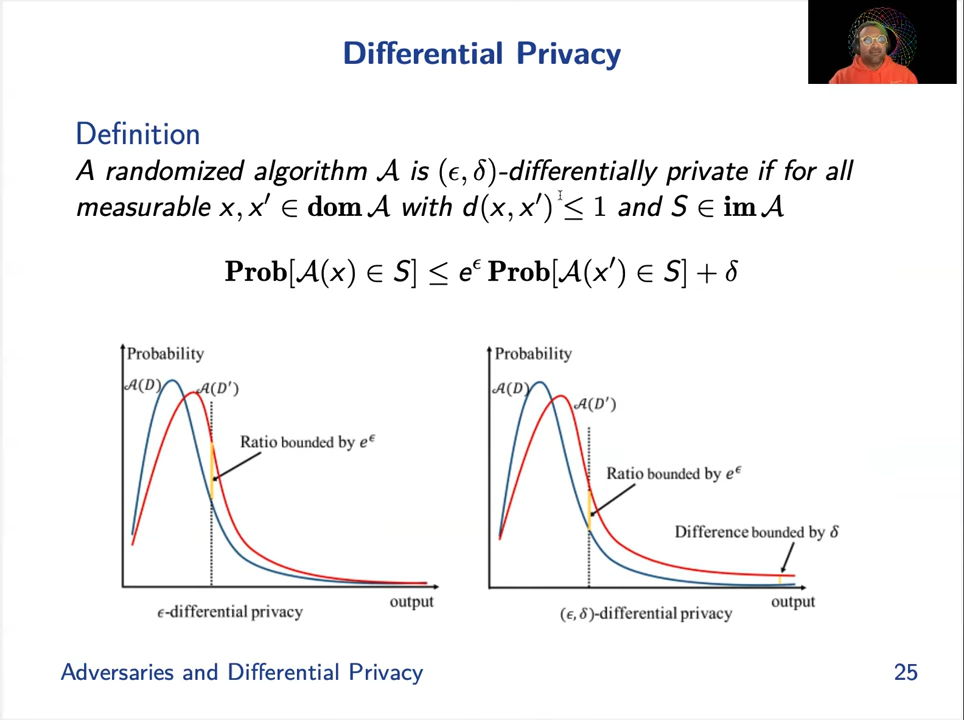 Differential Privacy
Definition
A randomized algorithm 𝒜 is (ϵ, δ)-differentially private if for all
measurable x, x′ ∈ dom 𝒜 with d(x, x′) ≤ 1 and S ∈ im 𝒜
Prob[𝒜(x) ∈ S] ≤ e^ϵ Prob[𝒜(x′) ∈ S] + δ
Probability
𝒜(D)
𝒜(D′)
Ratio bounded by e^ϵ
output
ϵ-differential privacy
Probability
𝒜(D)
𝒜(D′)
Ratio bounded by e^ϵ
Difference bounded by δ
output
(ϵ, δ)-differential privacy
Adversaries and Differential Privacy
25